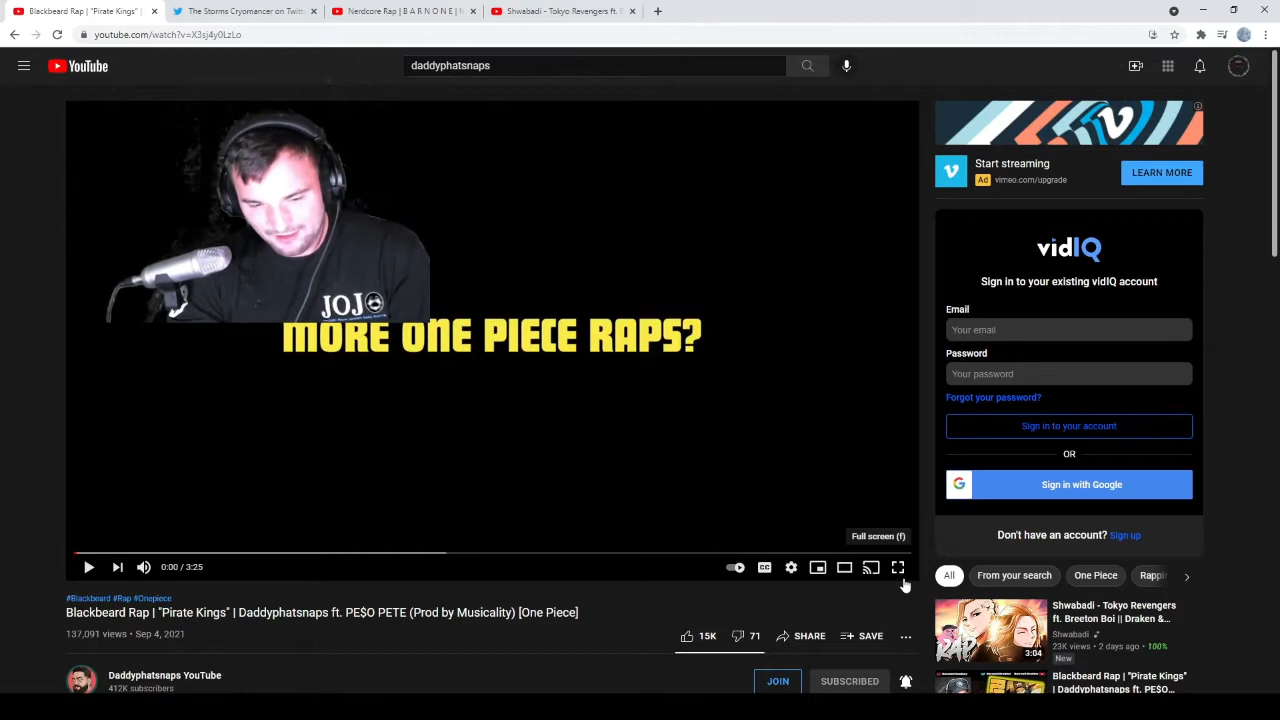 Blackbeard Rap | "Pirate Kings" |
The Storms Cryomancer on Twitt
Nerdcore Rap | B A R N O N E | N
Shwabadi - Tokyo Revengers ft. E
youtube.com/watch?v=X3sj4y0LzLo
YouTube
daddyphatsnaps
JOJO
MORE ONE PIECE RAPS?
Full screen (f)
0:00 / 3:25
CC
#Blackbeard #Rap #Onepiece
Blackbeard Rap | "Pirate Kings" | Daddyphatsnaps ft. PE$O PETE (Prod by Musicality) [One Piece]
137,091 views • Sep 4, 2021
15K
71
SHARE
SAVE
Daddyphatsnaps YouTube
412K subscribers
JOIN
SUBSCRIBED
Start streaming
Ad vimeo.com/upgrade
LEARN MORE
vidIQ
Sign in to your existing vidIQ account
Email
Your email
Password
Your password
Forgot your password?
Sign in to your account
OR
Sign in with Google
Don't have an account? Sign up
All
From your search
One Piece
Rappi
Shwabadi - Tokyo Revengers
ft. Breeton Boi || Draken &...
Shwabadi
23K views • 2 days ago • 100%
New
RAP
3:04
Blackbeard Rap | "Pirate Kings"
| Daddyphatsnaps ft. PE$O